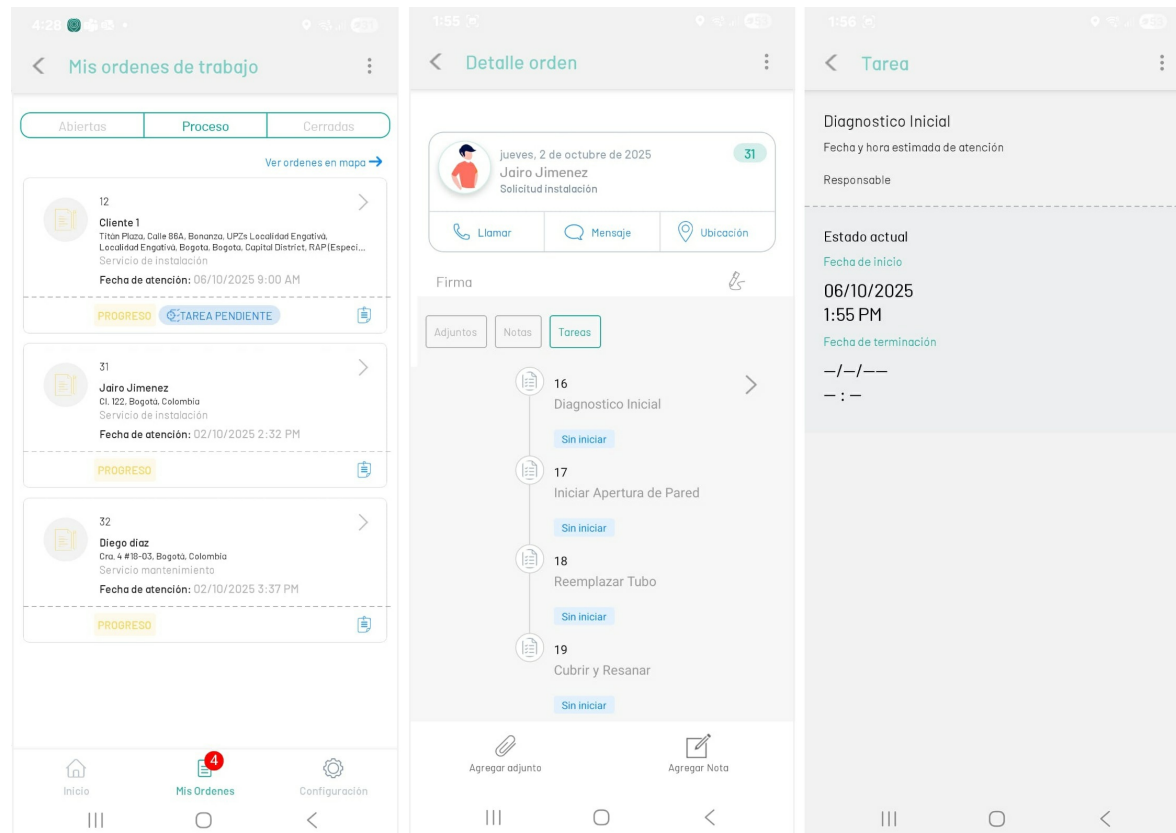 4:28
Mis ordenes de trabajo
Abiertas
Proceso
Cerradas
Ver ordenes en mapa
12
Cliente 1
Titán Plaza, Calle 86A, Bonanza, UPZs Localidad Engativá,
Localidad Engativá, Bogota, Bogota, Capital District, RAP (Especi...
Servicio de instalación
Fecha de atención: 06/10/2025 9:00 AM
PROGRESO
TAREA PENDIENTE
31
Jairo Jimenez
Cl. 122, Bogotá, Colombia
Servicio de instalación
Fecha de atención: 02/10/2025 2:32 PM
PROGRESO
32
Diego diaz
Cra. 4 #18-03, Bogotá, Colombia
Servicio mantenimiento
Fecha de atención: 02/10/2025 3:37 PM
PROGRESO
4
Inicio
Mis Ordenes
Configuración
1:55
Detalle orden
jueves, 2 de octubre de 2025
31
Jairo Jimenez
Solicitud instalación
Llamar
Mensaje
Ubicación
Firma
Adjuntos
Notas
Tareas
16
Diagnostico Inicial
Sin iniciar
17
Iniciar Apertura de Pared
Sin iniciar
18
Reemplazar Tubo
Sin iniciar
19
Cubrir y Resanar
Sin iniciar
Agregar adjunto
Agregar Nota
1:56
Tarea
Diagnostico Inicial
Fecha y hora estimada de atención
Responsable
Estado actual
Fecha de inicio
06/10/2025
1:55 PM
Fecha de terminación
—/—/——
— : —